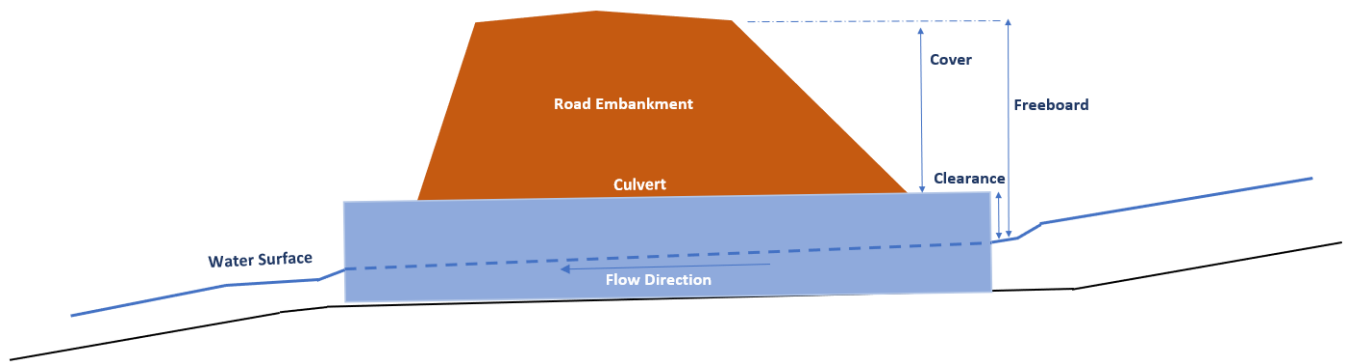 Cover
Road Embankment
Freeboard
Clearance
Culvert
Water Surface
Flow Direction